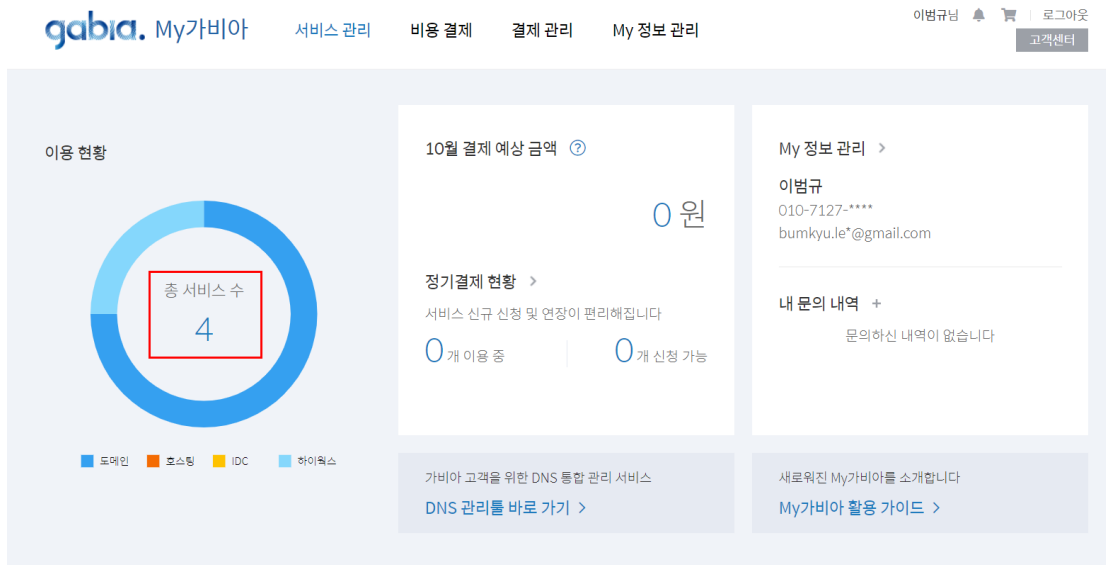 gabia. My가비아
서비스 관리
비용 결제
결제 관리
My 정보 관리
이범규님
로그아웃
고객센터
이용 현황
총 서비스 수
4
도메인
호스팅
IDC
하이웍스
10월 결제 예상 금액 ?
0 원
정기결제 현황 >
서비스 신규 신청 및 연장이 편리해집니다
0개 이용 중
0개 신청 가능
My 정보 관리 >
이범규
010-7127-****
bumkyu.le*@gmail.com
내 문의 내역 +
문의하신 내역이 없습니다
가비아 고객을 위한 DNS 통합 관리 서비스
DNS 관리툴 바로 가기 >
새로워진 My가비아를 소개합니다
My가비아 활용 가이드 >